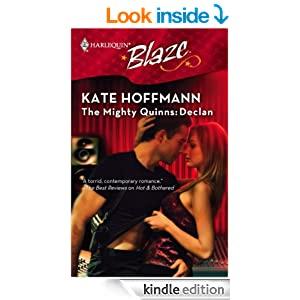 Look inside
HARLEQUIN®
Blaze
KATE HOFFMANN
The Mighty Quinns: Declan
"A torrid, contemporary romance."
The Best Reviews on Hot & Bothered
kindle edition